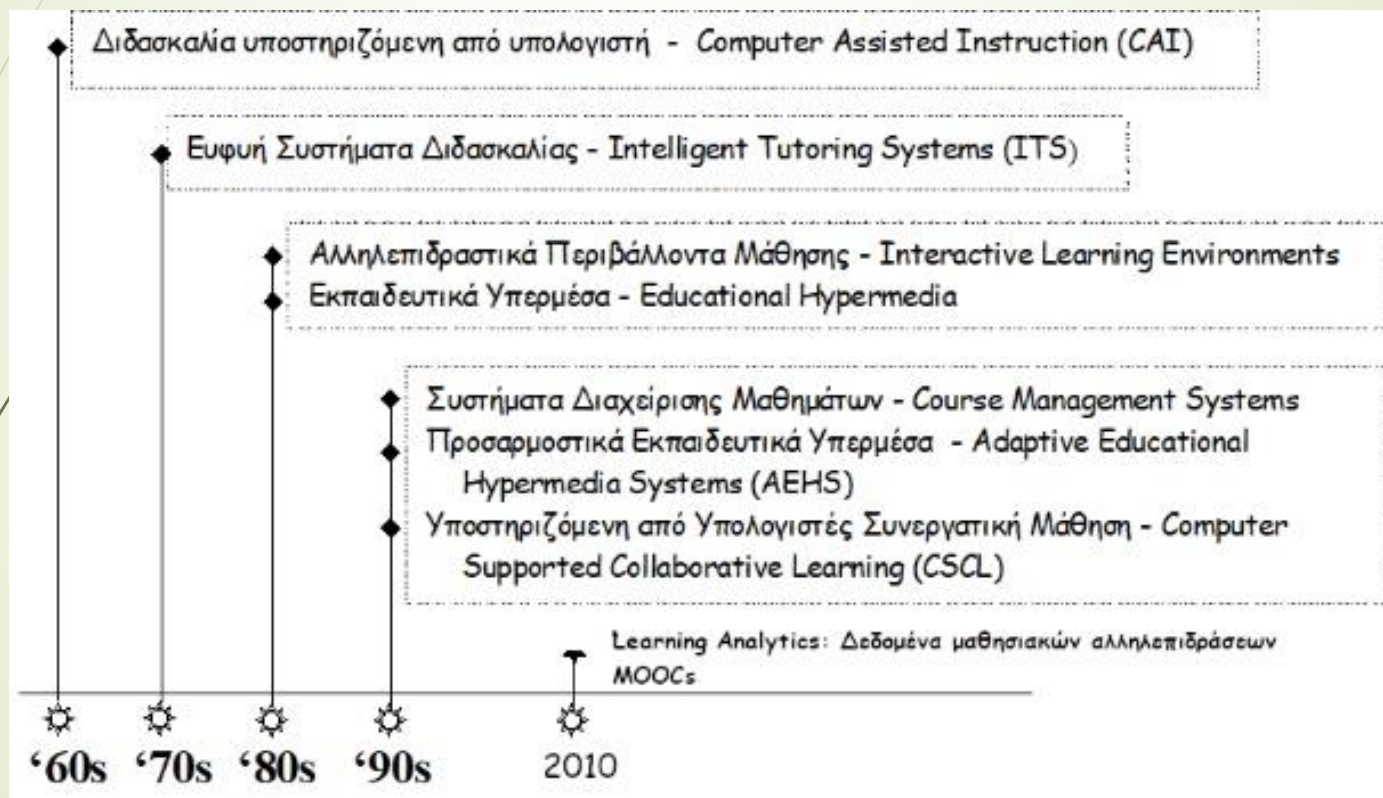 Διδασκαλία υποστηριζόμενη από υπολογιστή - Computer Assisted Instruction (CAI)
Ευφυή Συστήματα Διδασκαλίας - Intelligent Tutoring Systems (ITS)
Αλληλεπιδραστικά Περιβάλλοντα Μάθησης - Interactive Learning Environments
Εκπαιδευτικά Υπερμέσα - Educational Hypermedia
Συστήματα Διαχείρισης Μαθημάτων - Course Management Systems
Προσαρμοστικά Εκπαιδευτικά Υπερμέσα - Adaptive Educational
Hypermedia Systems (AEHS)
Υποστηριζόμενη από Υπολογιστές Συνεργατική Μάθηση - Computer
Supported Collaborative Learning (CSCL)
Learning Analytics: Δεδομένα μαθησιακών αλληλεπιδράσεων
MOOCs
‘60s ‘70s ‘80s ‘90s 2010